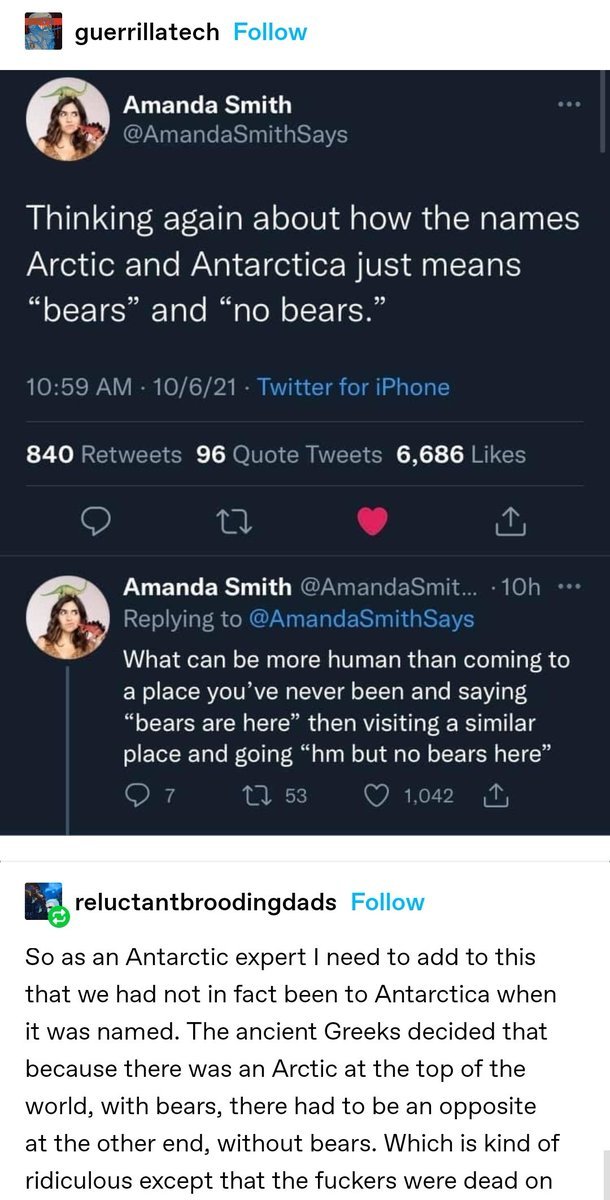 guerrillatech Follow
Amanda Smith
@AmandaSmithSays
Thinking again about how the names
Arctic and Antarctica just means
“bears” and “no bears.”
10:59 AM · 10/6/21 · Twitter for iPhone
840 Retweets 96 Quote Tweets 6,686 Likes
Amanda Smith @AmandaSmit... · 10h
Replying to @AmandaSmithSays
What can be more human than coming to
a place you’ve never been and saying
“bears are here” then visiting a similar
place and going “hm but no bears here”
7 53 1,042
reluctantbroodingdads Follow
So as an Antarctic expert I need to add to this
that we had not in fact been to Antarctica when
it was named. The ancient Greeks decided that
because there was an Arctic at the top of the
world, with bears, there had to be an opposite
at the other end, without bears. Which is kind of
ridiculous except that the fuckers were dead on